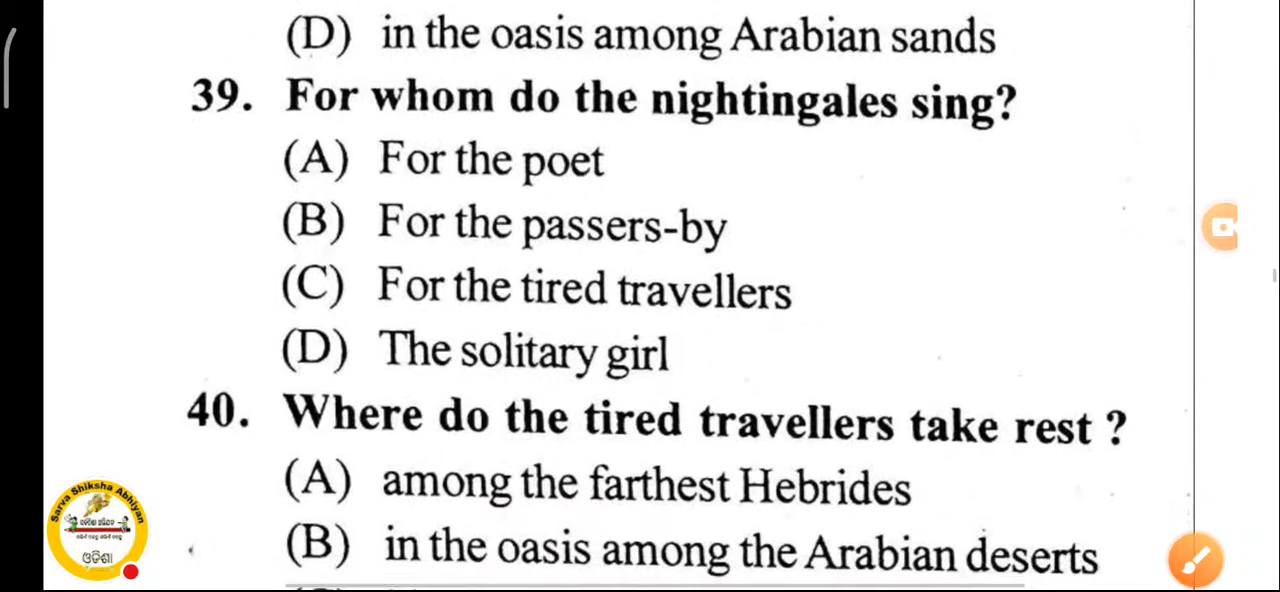 (D) in the oasis among Arabian sands
39. For whom do the nightingales sing?
(A) For the poet
(B) For the passers-by
(C) For the tired travellers
(D) The solitary girl
40. Where do the tired travellers take rest ?
(A) among the farthest Hebrides
(B) in the oasis among the Arabian deserts
Sarva Shiksha Abhiyan
ଓଡ଼ିଶା